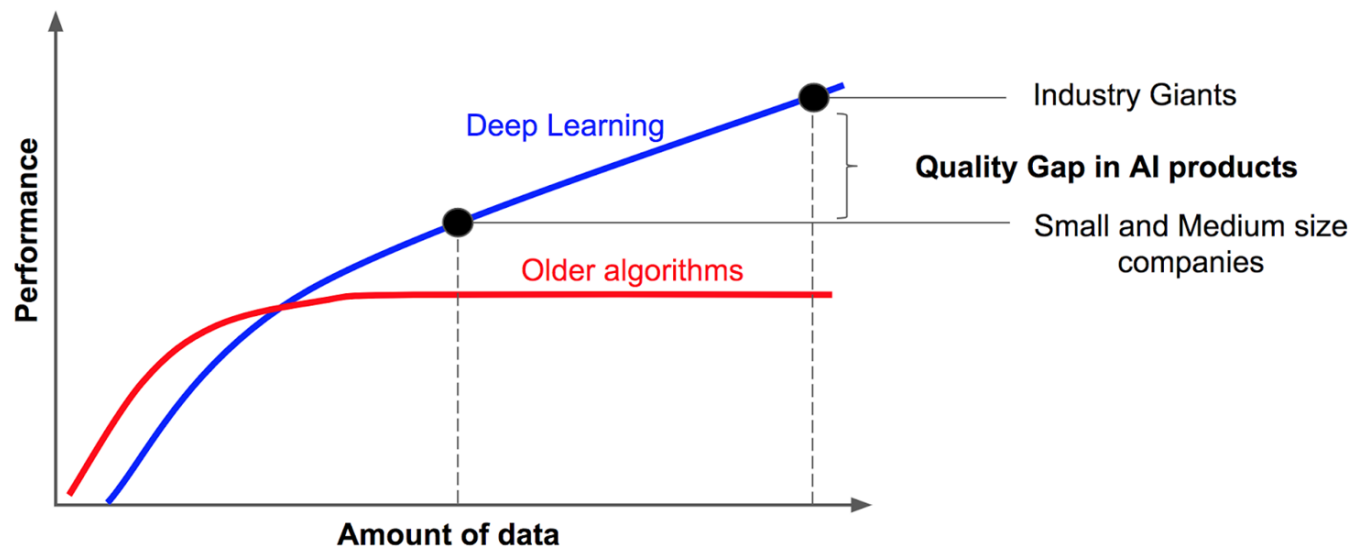 Industry Giants
Deep Learning
Quality Gap in AI products
Small and Medium size
companies
Older algorithms
Performance
Amount of data